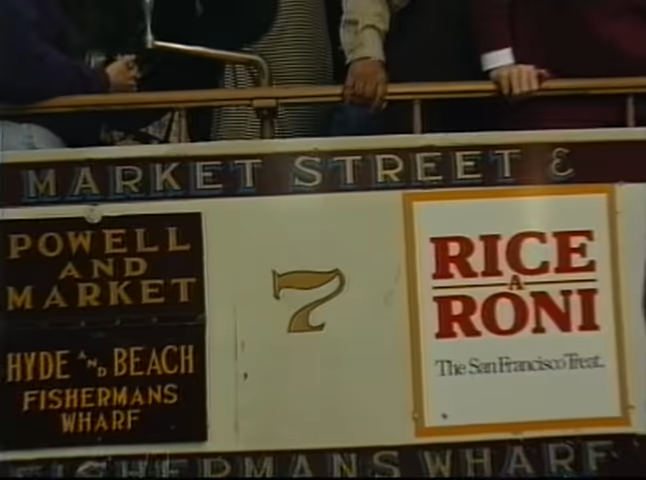 MARKET STREET &
POWELL
AND
MARKET
HYDE AND BEACH
FISHERMANS
WHARF
7
RICE
A
RONI
The San Francisco Treat.
FISHERMANS WHARF